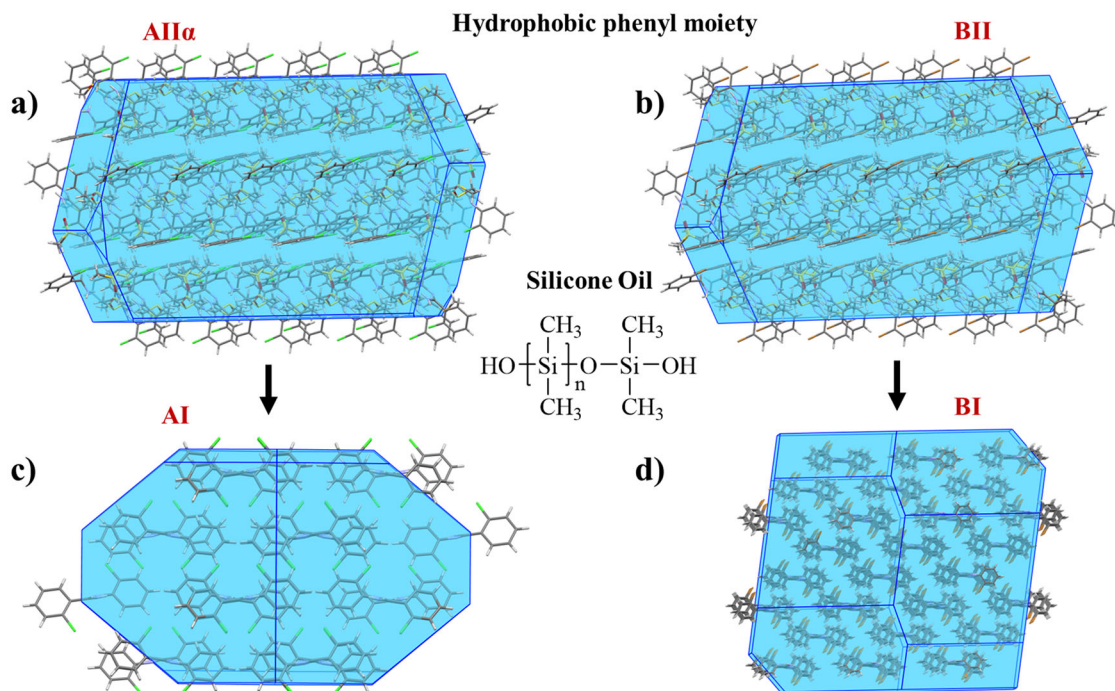 Hydrophobic phenyl moiety
AIIα
BII
a)
b)
Silicone Oil
CH₃ CH₃
HO Si O Si OH
n
CH₃ CH₃
AI
BI
c)
d)